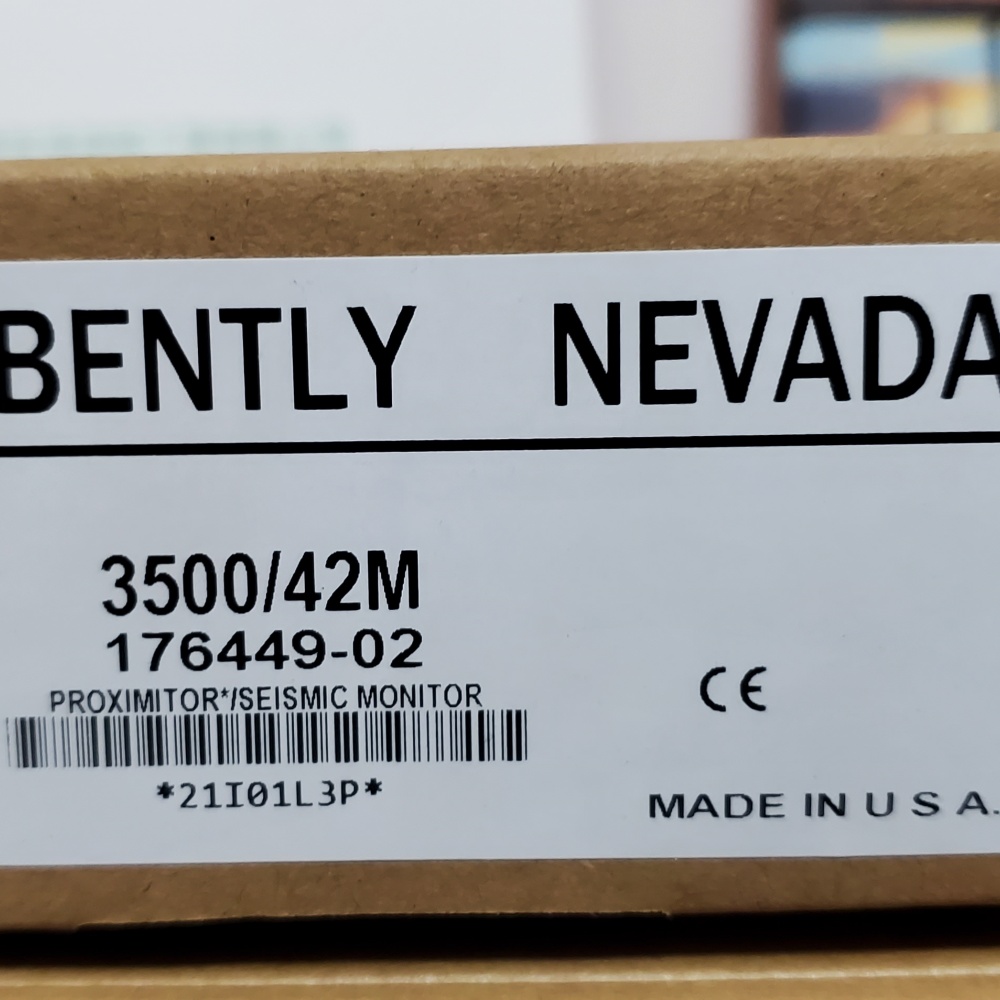 BENTLY NEVADA
3500/42M
176449-02
PROXIMITOR*/SEISMIC MONITOR
CE
*21I01L3P*
MADE IN U S A.